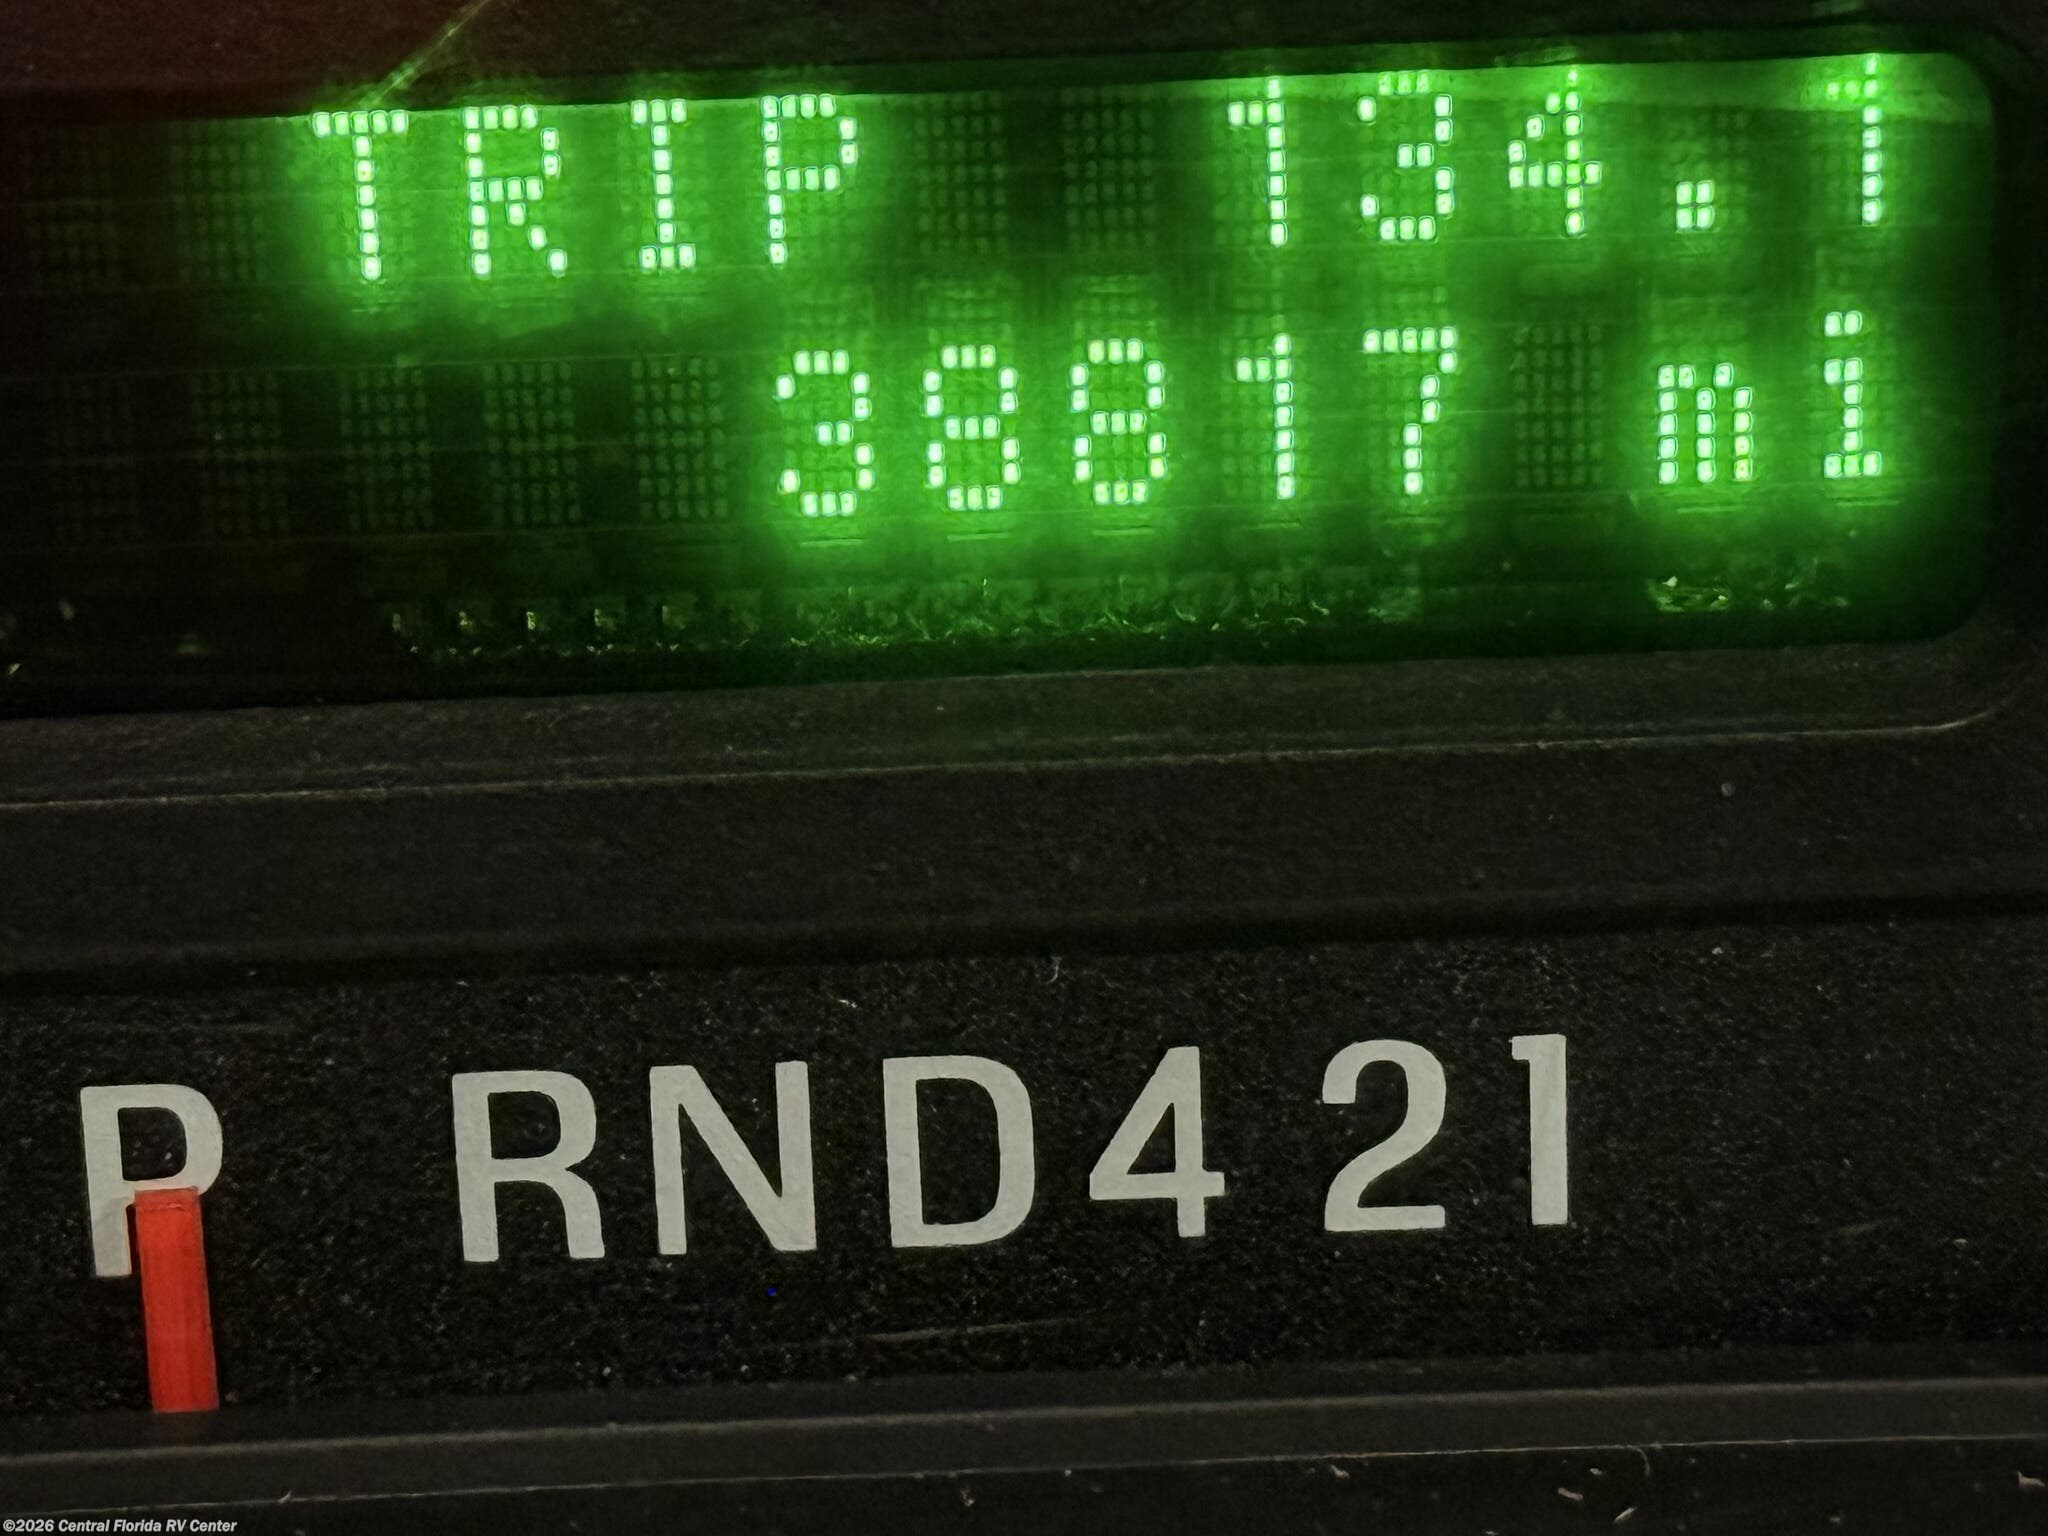 TRIP 134.1
38817 mi
P RND421
©2026 Central Florida RV Center